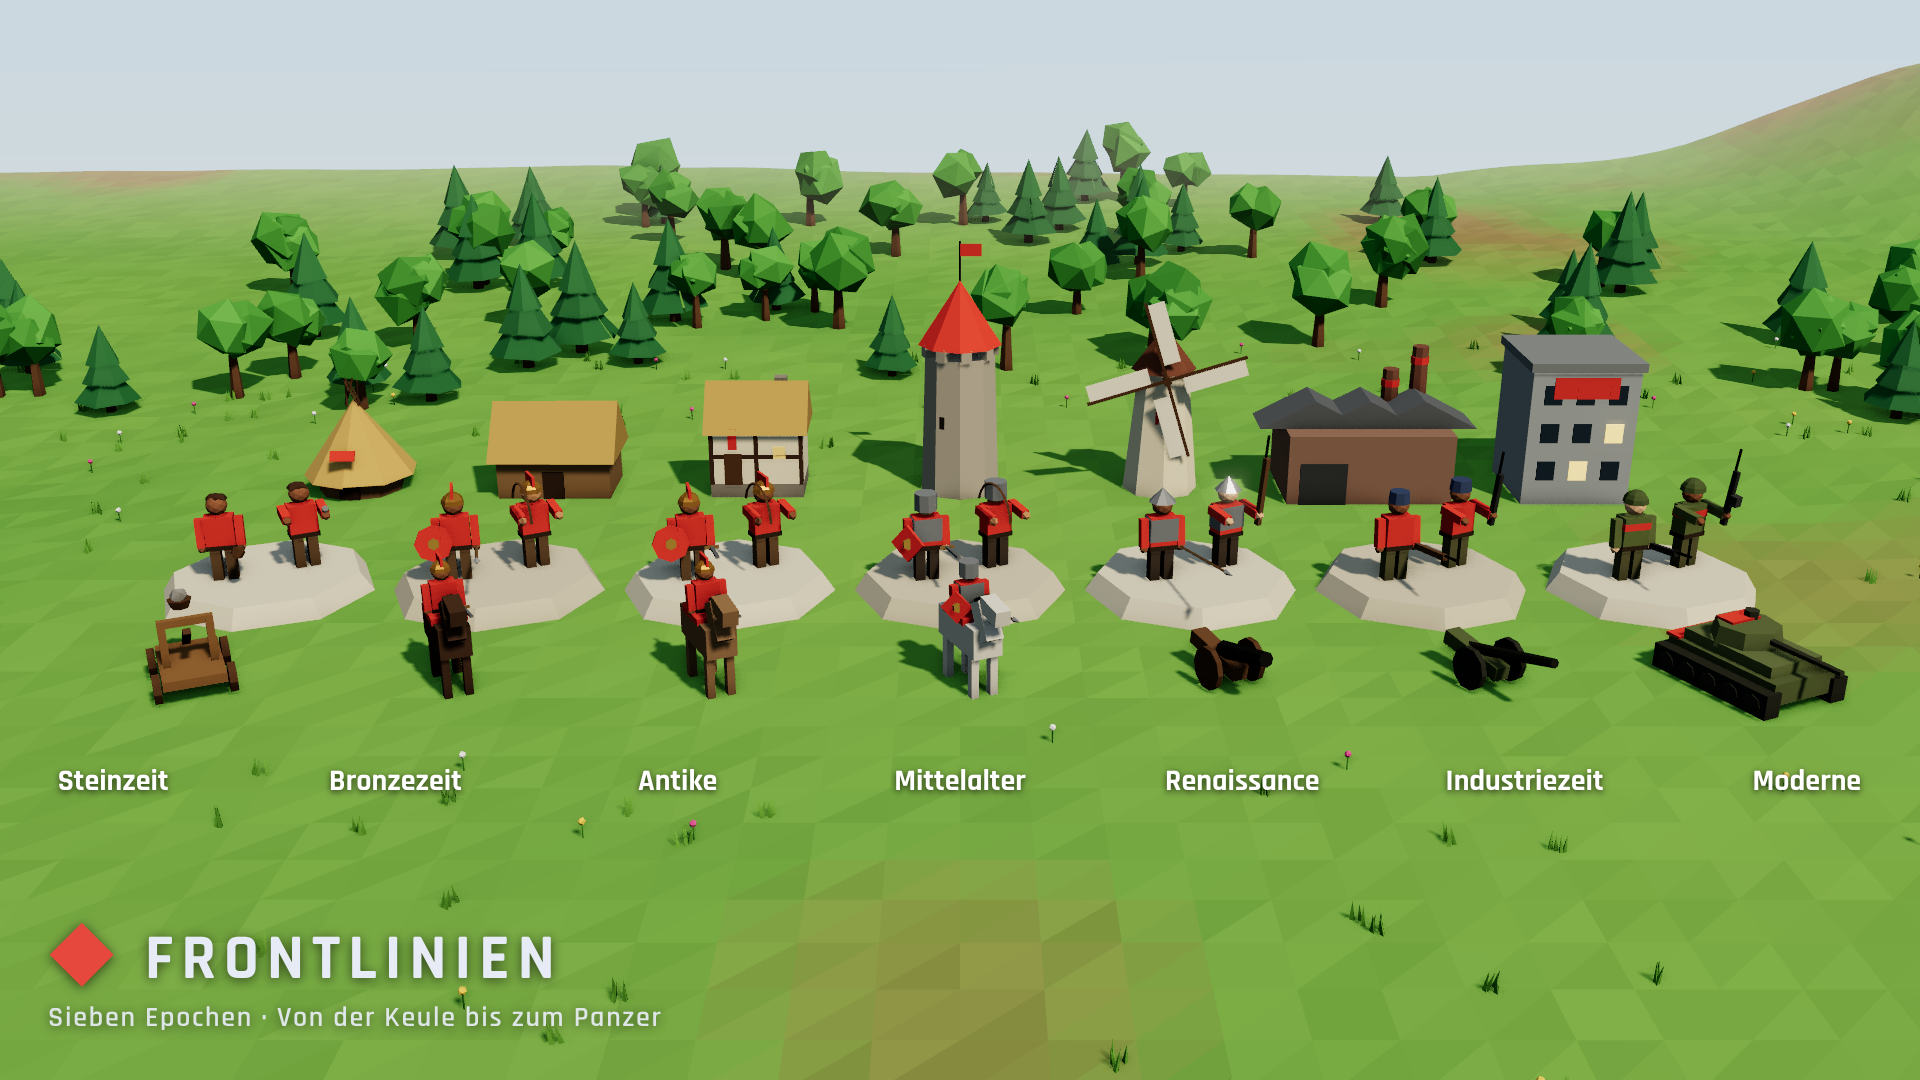 Steinzeit Bronzezeit Antike Mittelalter Renaissance Industriezeit Moderne
FRONTLINIEN
Sieben Epochen · Von der Keule bis zum Panzer